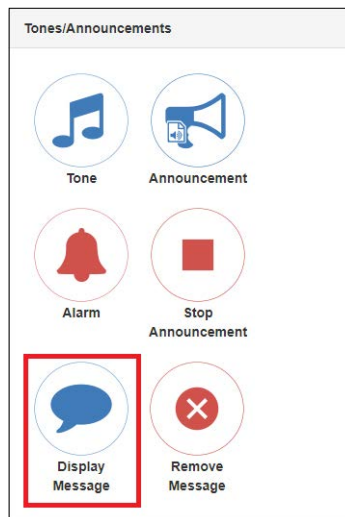 Tones/Announcements
Tone
Announcement
Alarm
Stop
Announcement
Display
Message
Remove
Message